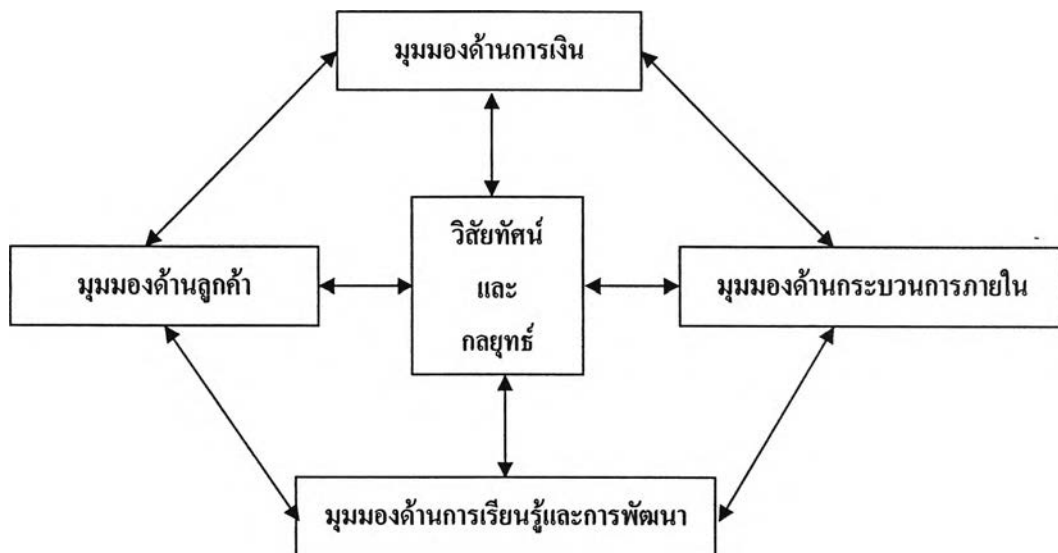 มุมมองด้านการเงิน
วิสัยทัศน์
และ
กลยุทธ์
มุมมองด้านลูกค้า
มุมมองด้านกระบวนการภายใน
มุมมองด้านการเรียนรู้และการพัฒนา